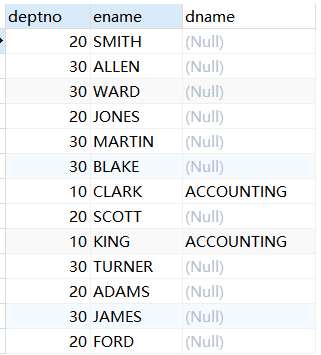 deptno ename dname
20 SMITH (Null)
30 ALLEN (Null)
30 WARD (Null)
20 JONES (Null)
30 MARTIN (Null)
30 BLAKE (Null)
10 CLARK ACCOUNTING
20 SCOTT (Null)
10 KING ACCOUNTING
30 TURNER (Null)
20 ADAMS (Null)
30 JAMES (Null)
20 FORD (Null)